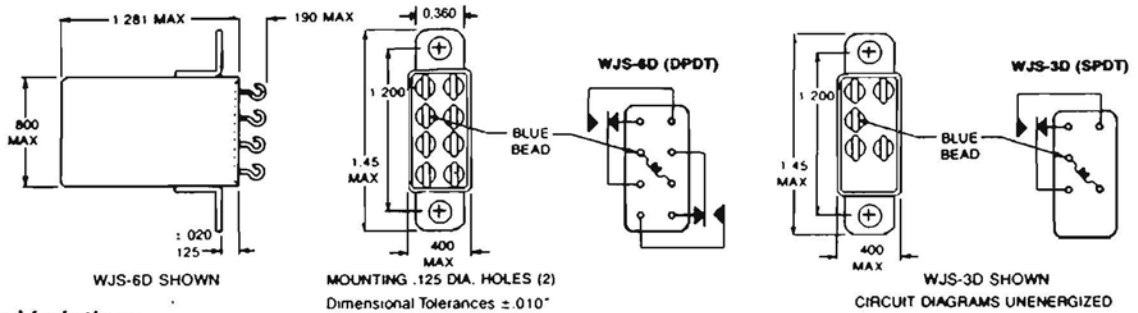 1.281 MAX
.190 MAX
0.360
WJS-6D (DPDT)
WJS-3D (SPDT)
1.200
1.200
.800
MAX
BLUE
BEAD
BLUE
BEAD
1.45
MAX
1.45
MAX
.020
.125
.400
MAX
.400
MAX
WJS-6D SHOWN
MOUNTING .125 DIA. HOLES (2)
Dimensional Tolerances ±.010"
WJS-3D SHOWN
CIRCUIT DIAGRAMS UNENERGIZED